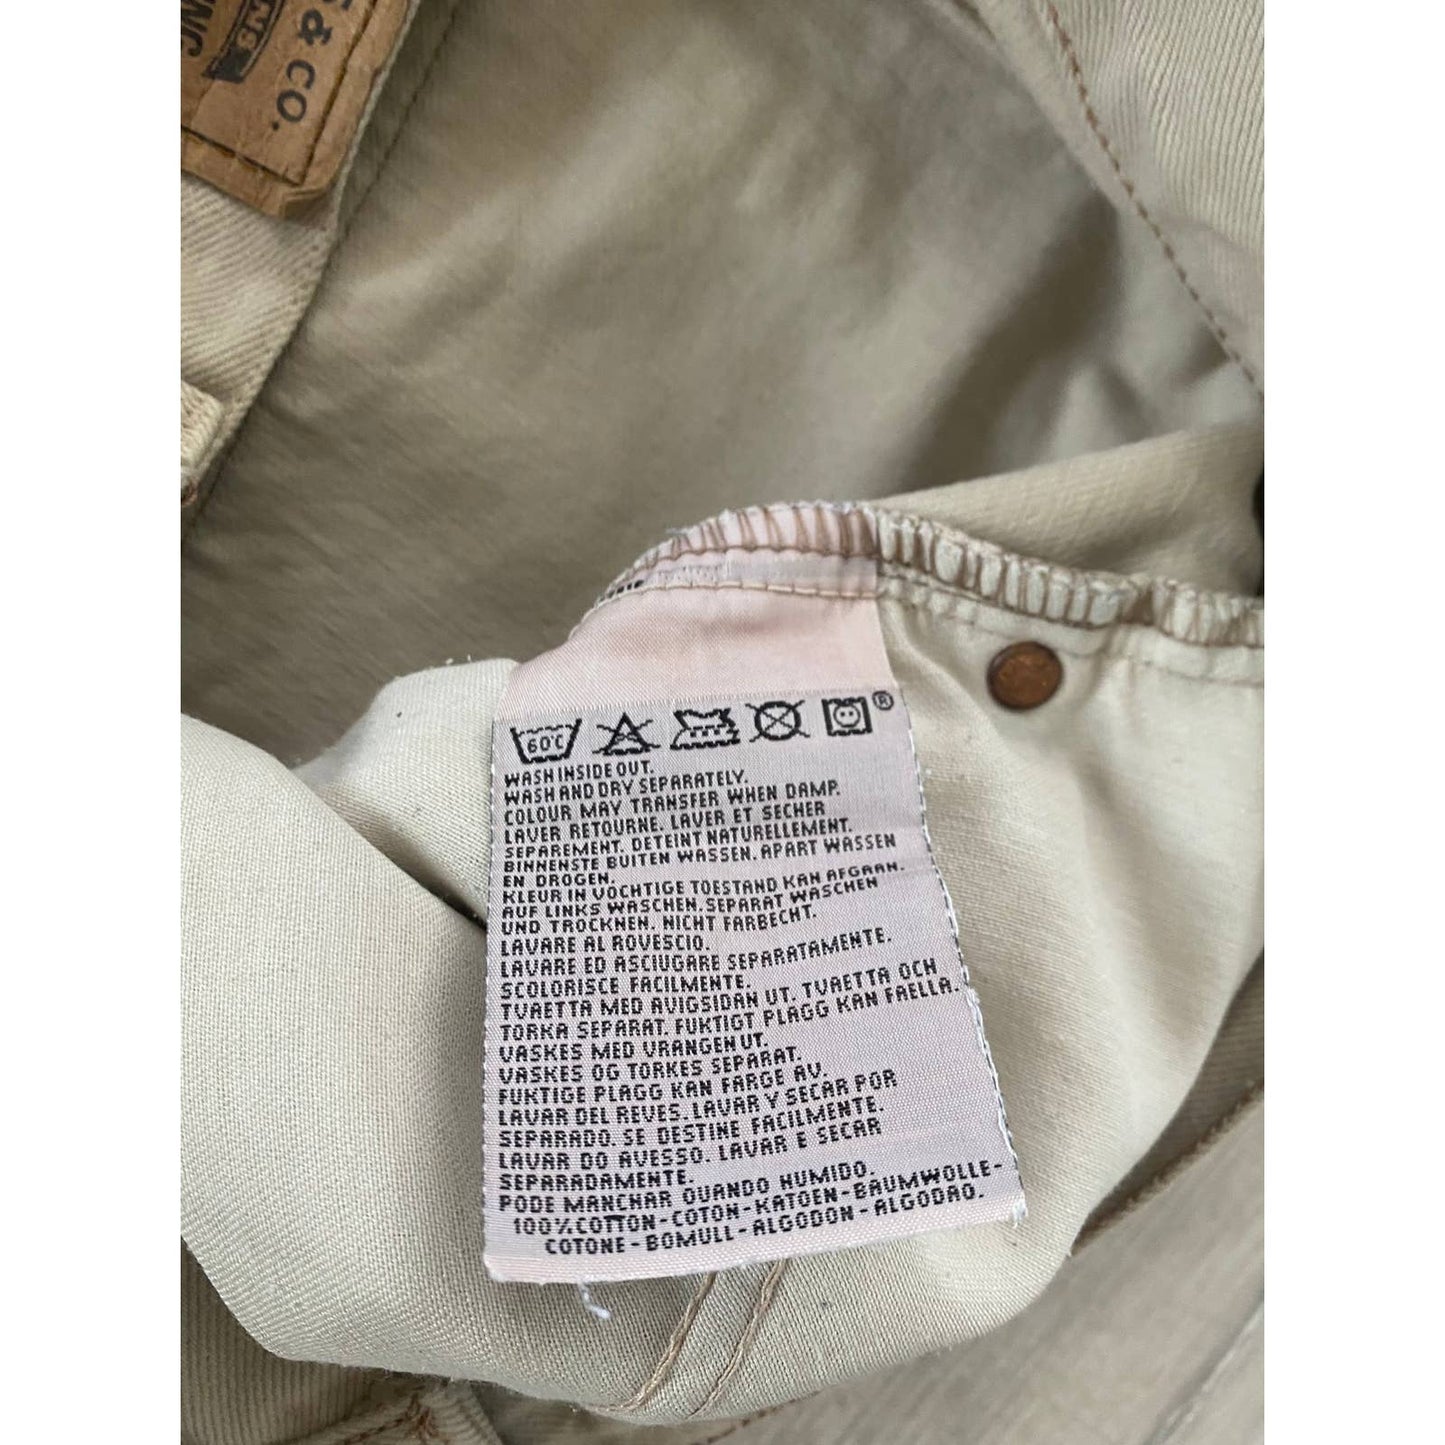 S & CO.
60°C ®
WASH INSIDE OUT.
WASH AND DRY SEPARATELY.
COLOUR MAY TRANSFER WHEN DAMP.
LAVER RETOURNE. LAVER ET SECHER
SEPAREMENT. DETEINT NATURELLEMENT.
BINNENSTE BUITEN WASSEN. APART WASSEN
EN DROGEN.
KLEUR IN VOCHTIGE TOESTAND KAN AFGAAN.
AUF LINKS WASCHEN. SEPARAT WASCHEN
UND TROCKNEN. NICHT FARBECHT.
LAVARE AL ROVESCIO.
LAVARE ED ASCIUGARE SEPARATAMENTE.
SCOLORISCE FACILMENTE.
TVAETTA MED AVIGSIDAN UT. TVAETTA OCH
TORKA SEPARAT. FUKTIGT PLAGG KAN FAELLA.
VASKES MED VRANGEN UT.
VASKES OG TORKES SEPARAT.
FUKTIGE PLAGG KAN FARGE AV.
LAVAR DEL REVES. LAVAR Y SECAR POR
SEPARADO. SE DESTINE FACILMENTE.
LAVAR DO AVESSO. LAVAR E SECAR
SEPARADAMENTE.
PODE MANCHAR QUANDO HUMIDO.
100% COTTON - COTON - KATOEN - BAUMWOLLE -
COTONE - BOMULL - ALGODON - ALGODAO.